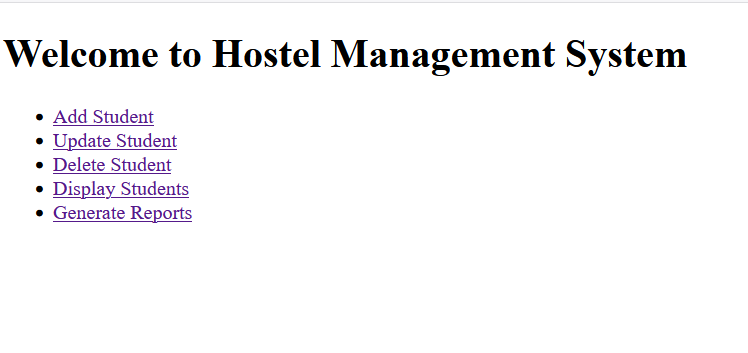 Welcome to Hostel Management System
Add Student
Update Student
Delete Student
Display Students
Generate Reports